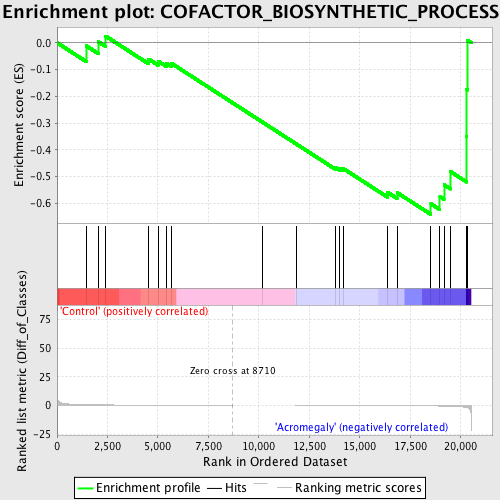 Enrichment plot: COFACTOR_BIOSYNTHETIC_PROCESS
Enrichment score (ES)
0.0
-0.1
-0.2
-0.3
-0.4
-0.5
-0.6
'Control' (positively correlated)
Ranked list metric (Diff_of_Classes)
75
50
25
0
-25
Zero cross at 8710
'Acromegaly' (negatively correlated)
0
2,500
5,000
7,500
10,000
12,500
15,000
17,500
20,000
Rank in Ordered Dataset
Enrichment profile
Hits
Ranking metric scores